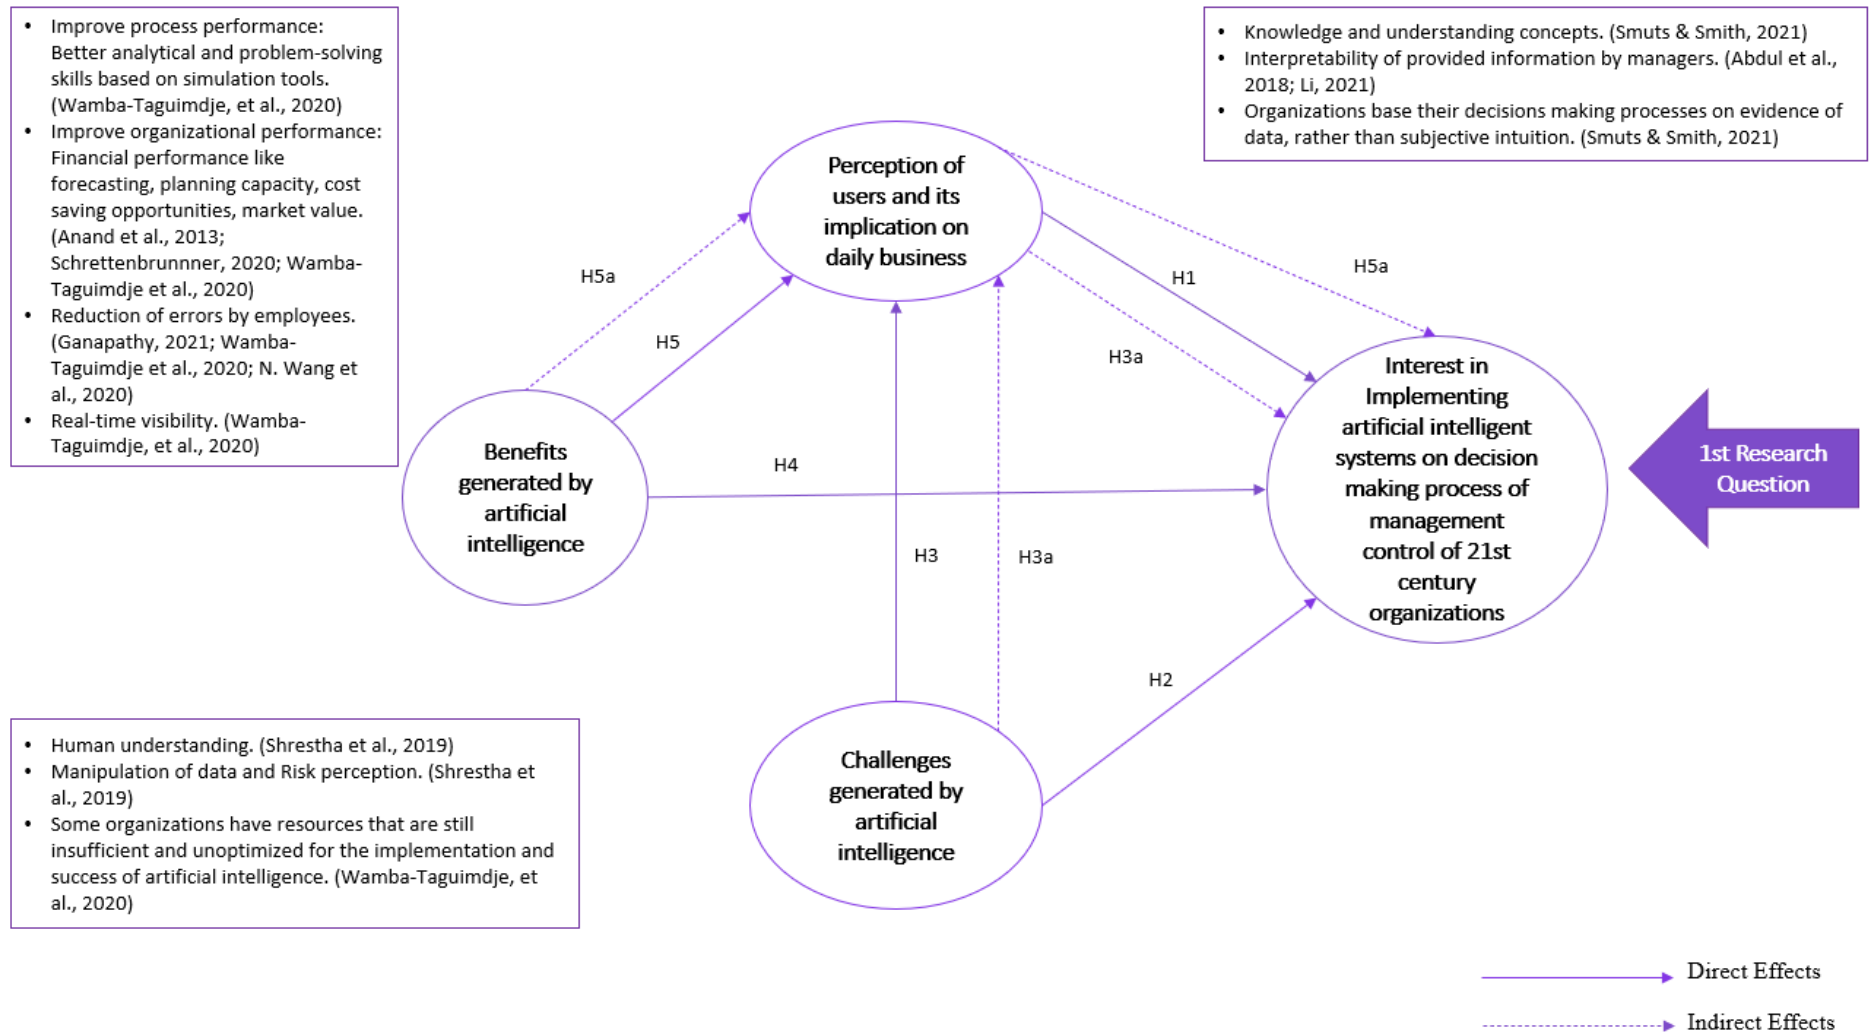 • Improve process performance:
Better analytical and problem-solving
skills based on simulation tools.
(Wamba-Taguimdje, et al., 2020)
• Improve organizational performance:
Financial performance like
forecasting, planning capacity, cost
saving opportunities, market value.
(Anand et al., 2013;
Schrettenbrunnner, 2020; Wamba-
Taguimdje et al., 2020)
• Reduction of errors by employees.
(Ganapathy, 2021; Wamba-
Taguimdje et al., 2020; N. Wang et
al., 2020)
• Real-time visibility. (Wamba-
Taguimdje, et al., 2020)
• Knowledge and understanding concepts. (Smuts & Smith, 2021)
• Interpretability of provided information by managers. (Abdul et al.,
2018; Li, 2021)
• Organizations base their decisions making processes on evidence of
data, rather than subjective intuition. (Smuts & Smith, 2021)
Perception of
users and its
implication on
daily business
H5a
H5
H1
H5a
H3a
Benefits
generated by
artificial
intelligence
H4
H3
H3a
H2
Interest in
Implementing
artificial intelligent
systems on decision
making process of
management
control of 21st
century
organizations
1st Research
Question
Challenges
generated by
artificial
intelligence
• Human understanding. (Shrestha et al., 2019)
• Manipulation of data and Risk perception. (Shrestha et
al., 2019)
• Some organizations have resources that are still
insufficient and unoptimized for the implementation and
success of artificial intelligence. (Wamba-Taguimdje, et
al., 2020)
Direct Effects
Indirect Effects